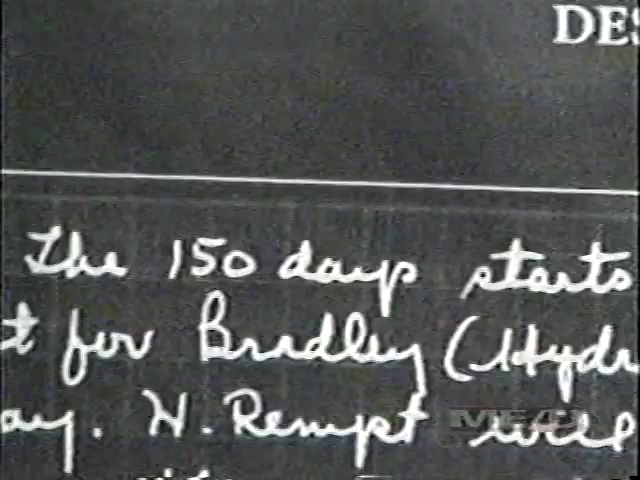 DES
The 150 days starts
t for Bradley (Hydr
ay. H. Rempt will